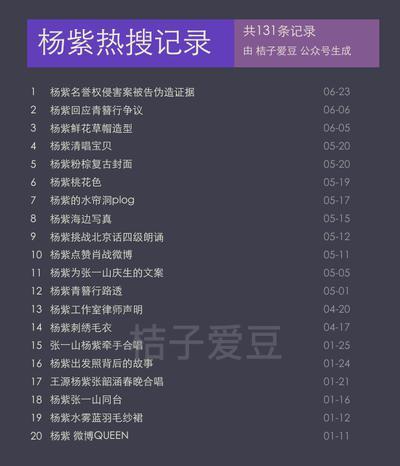 杨紫热搜记录
共131条记录
由 桔子爱豆 公众号生成
1 杨紫名誉权侵害案被告伪造证据 06-23
2 杨紫回应青簪行争议 06-06
3 杨紫鲜花草帽造型 06-05
4 杨紫清唱宝贝 05-20
5 杨紫粉棕复古封面 05-20
6 杨紫桃花色 05-19
7 杨紫的水帘洞plog 05-17
8 杨紫海边写真 05-15
9 杨紫挑战北京话四级朗诵 05-12
10 杨紫点赞肖战微博 05-11
11 杨紫为张一山庆生的文案 05-05
12 杨紫青簪行路透 05-01
13 杨紫工作室律师声明 04-20
14 杨紫刺绣毛衣 04-17
15 张一山杨紫牵手合唱 01-25
16 杨紫出发照背后的故事 01-24
17 王源杨紫张韶涵春晚合唱 01-21
18 杨紫张一山同台 01-16
19 杨紫水雾蓝羽毛纱裙 01-12
20 杨紫 微博QUEEN 01-11
桔子爱豆